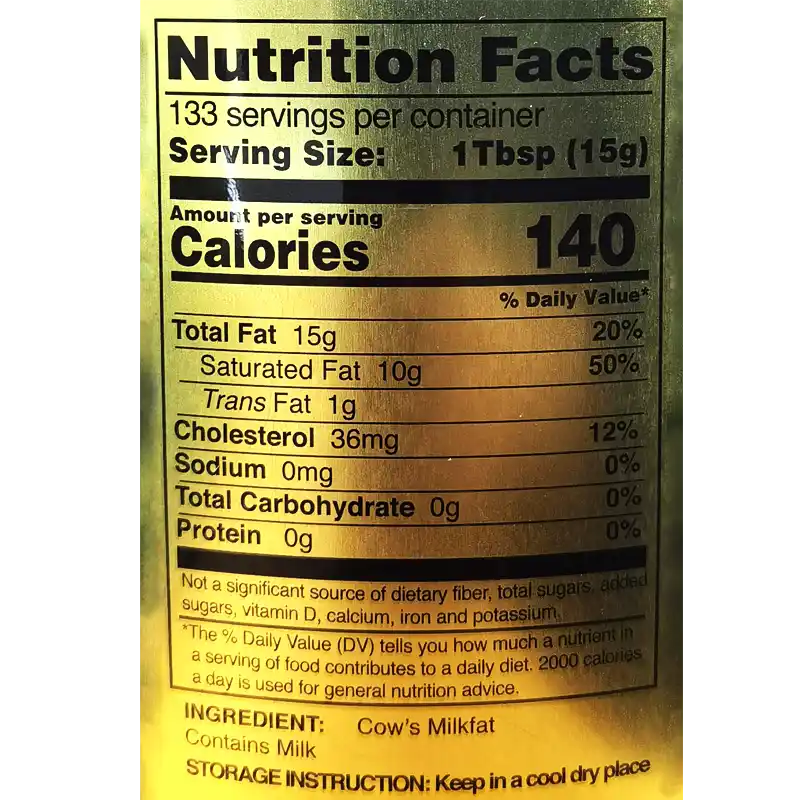 Nutrition Facts
133 servings per container
Serving Size: 1Tbsp (15g)
Amount per serving
Calories 140
% Daily Value*
Total Fat 15g 20%
Saturated Fat 10g 50%
Trans Fat 1g
Cholesterol 36mg 12%
Sodium 0mg 0%
Total Carbohydrate 0g 0%
Protein 0g 0%
Not a significant source of dietary fiber, total sugars, added
sugars, vitamin D, calcium, iron and potassium.
*The % Daily Value (DV) tells you how much a nutrient in
a serving of food contributes to a daily diet. 2000 calories
a day is used for general nutrition advice.
INGREDIENT: Cow's Milkfat
Contains Milk
STORAGE INSTRUCTION: Keep in a cool dry place